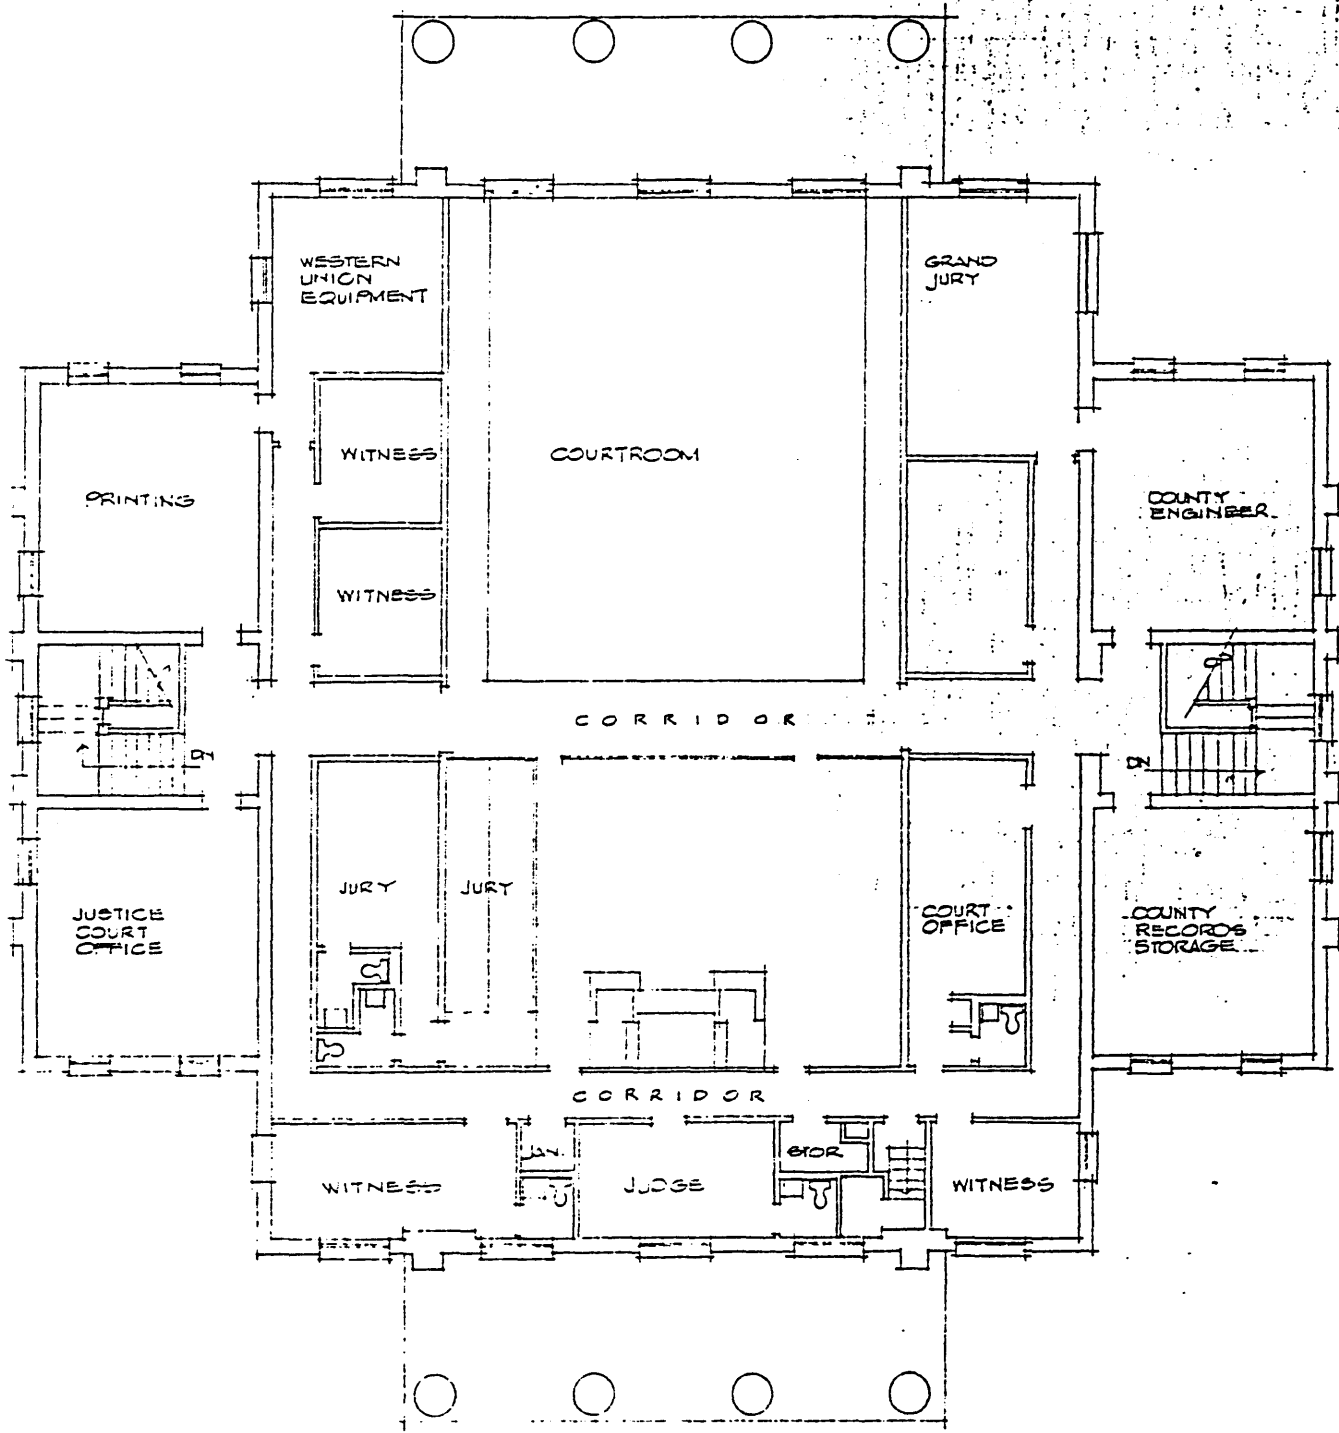 WESTERN
UNION
EQUIPMENT
GRAND
JURY
WITNESS
COURTROOM
PRINTING
COUNTY
ENGINEER
WITNESS
CORRIDOR
DN
DN
JURY
JURY
JUSTICE
COURT
OFFICE
COURT
OFFICE
COUNTY
RECORDS
STORAGE
CORRIDOR
STOR
WITNESS
JUDGE
WITNESS